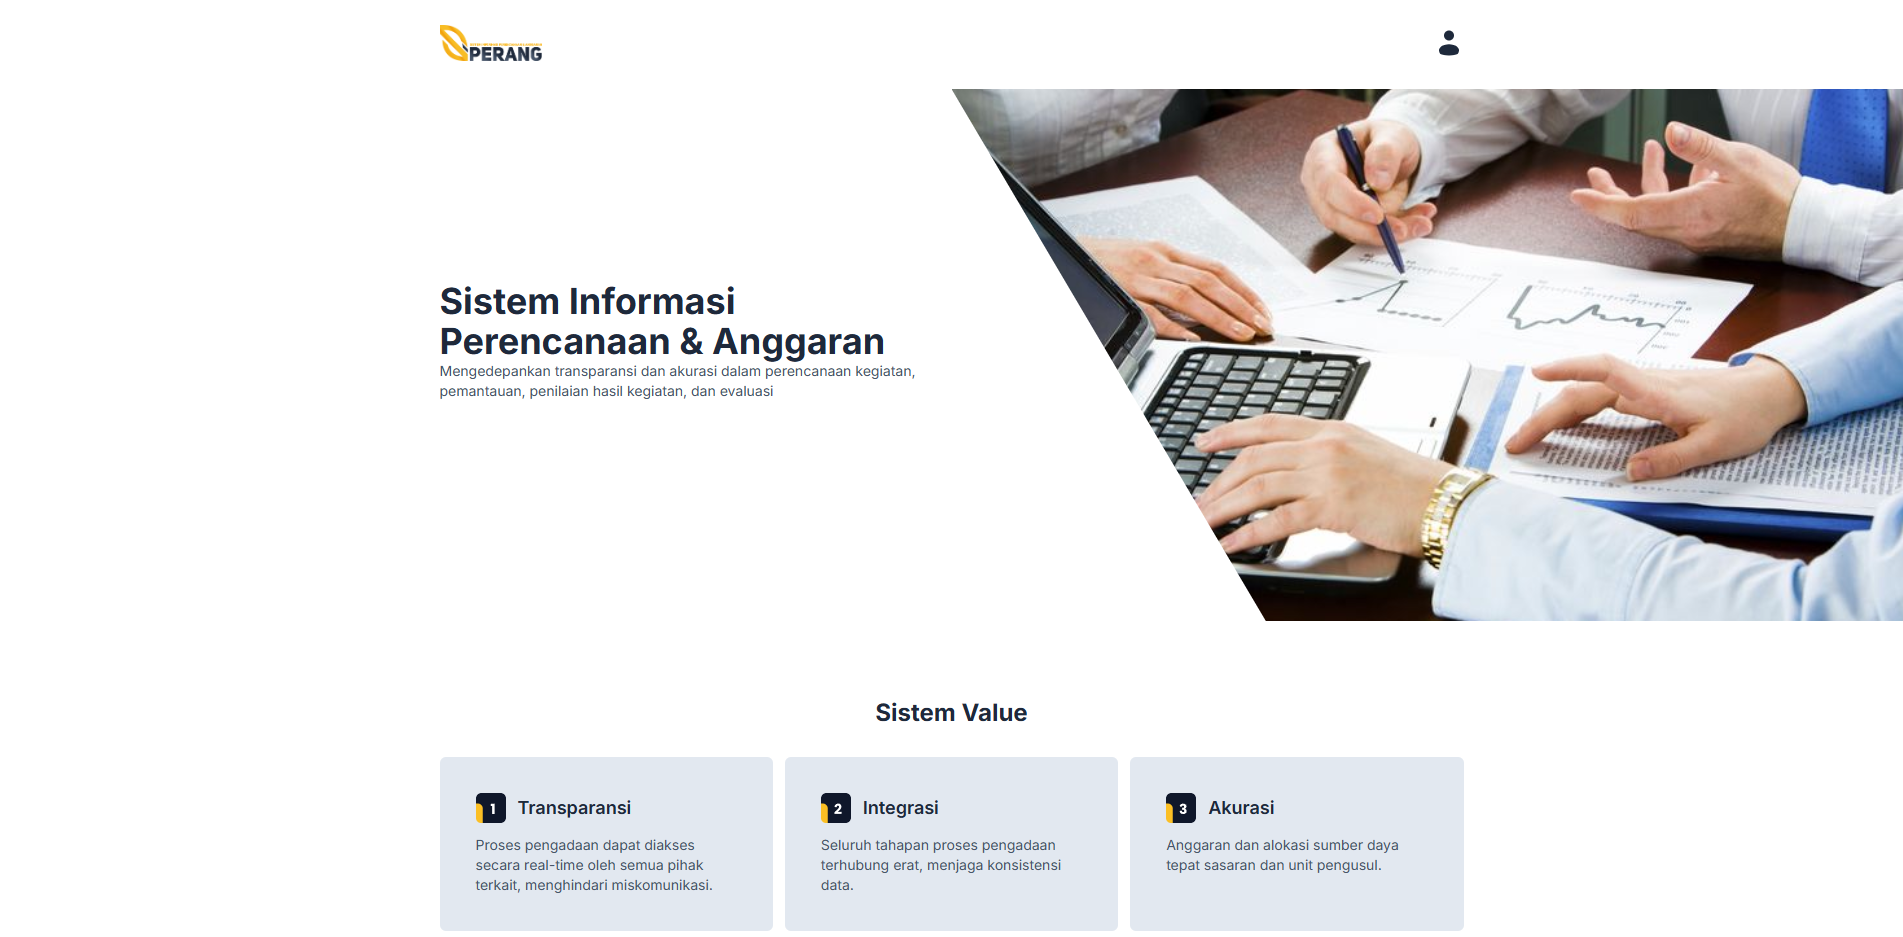 PERANG
Sistem Informasi
Perencanaan & Anggaran
Mengedepankan transparansi dan akurasi dalam perencanaan kegiatan,
pemantauan, penilaian hasil kegiatan, dan evaluasi
Sistem Value
1 Transparansi
Proses pengadaan dapat diakses
secara real-time oleh semua pihak
terkait, menghindari miskomunikasi.
2 Integrasi
Seluruh tahapan proses pengadaan
terhubung erat, menjaga konsistensi
data.
3 Akurasi
Anggaran dan alokasi sumber daya
tepat sasaran dan unit pengusul.